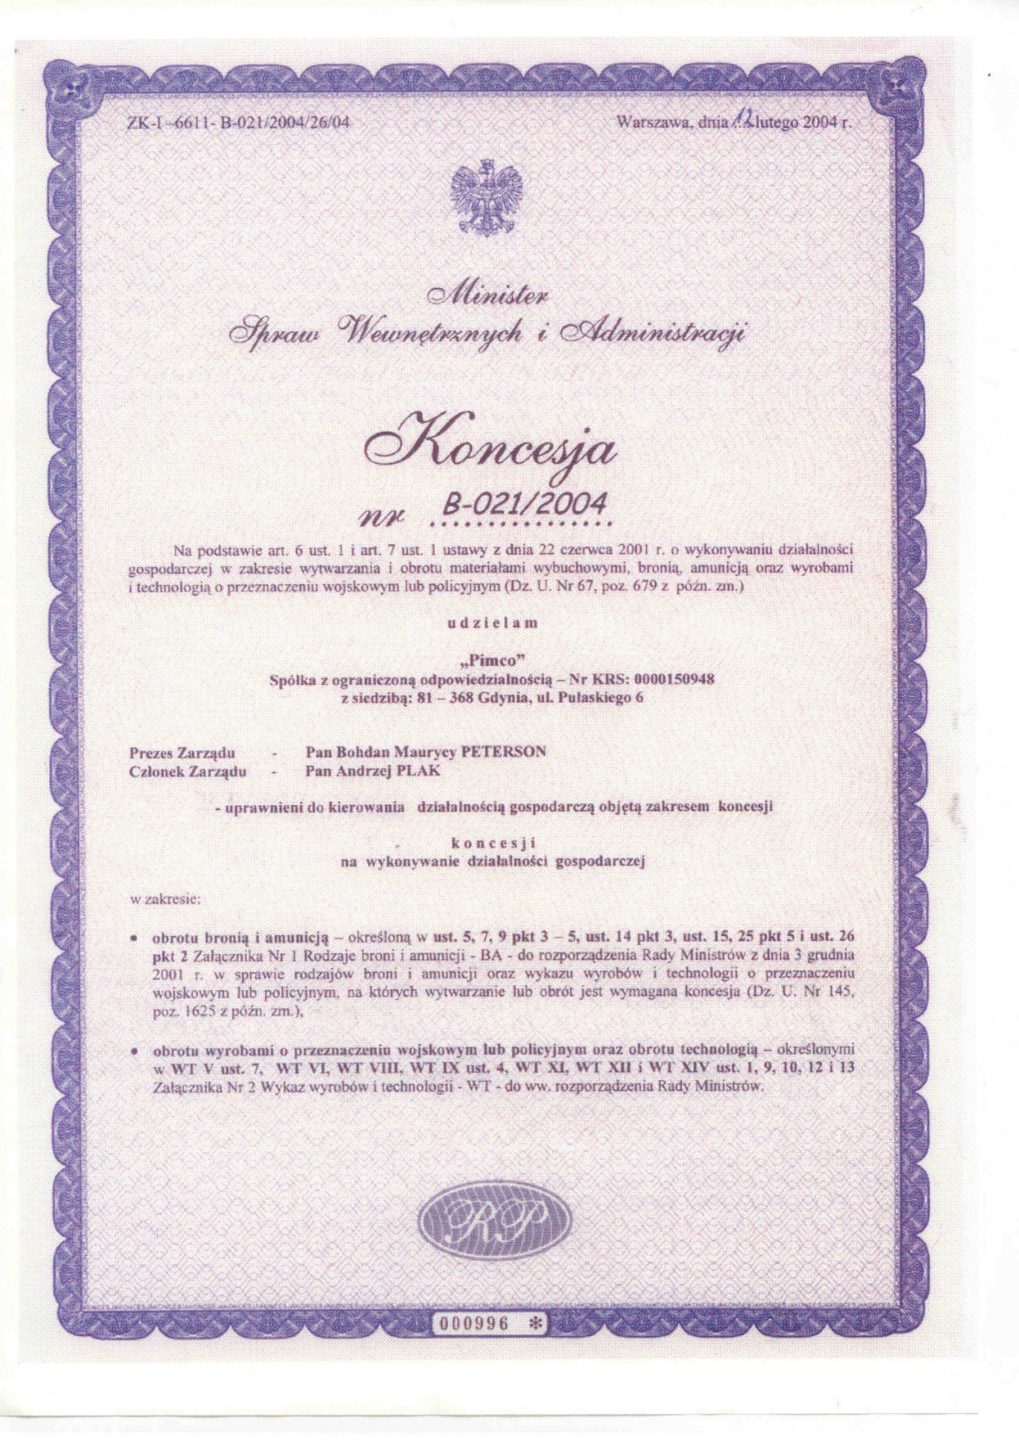 ZK-I -6611- B-021/2004/26/04
Warszawa, dnia 12 lutego 2004 r.
Minister
Spraw Wewnętrznych i Administracji
Koncesja
nr B-021/2004
Na podstawie art. 6 ust. 1 i art. 7 ust. 1 ustawy z dnia 22 czerwca 2001 r. o wykonywaniu działalności
gospodarczej w zakresie wytwarzania i obrotu materiałami wybuchowymi, bronią, amunicją oraz wyrobami
i technologią o przeznaczeniu wojskowym lub policyjnym (Dz. U. Nr 67, poz. 679 z późn. zm.)
udzielam
„Pimco”
Spółka z ograniczoną odpowiedzialnością – Nr KRS: 0000150948
z siedzibą: 81 – 368 Gdynia, ul. Pułaskiego 6
Prezes Zarządu - Pan Bohdan Maurycy PETERSON
Członek Zarządu - Pan Andrzej PLAK
- uprawnieni do kierowania działalnością gospodarczą objętą zakresem koncesji
koncesji
na wykonywanie działalności gospodarczej
w zakresie:
• obrotu bronią i amunicją – określoną w ust. 5, 7, 9 pkt 3 – 5, ust. 14 pkt 3, ust. 15, 25 pkt 5 i ust. 26
pkt 2 Załącznika Nr 1 Rodzaje broni i amunicji - BA - do rozporządzenia Rady Ministrów z dnia 3 grudnia
2001 r. w sprawie rodzajów broni i amunicji oraz wykazu wyrobów i technologii o przeznaczeniu
wojskowym lub policyjnym, na których wytwarzanie lub obrót jest wymagana koncesja (Dz. U. Nr 145,
poz. 1625 z późn. zm.),
• obrotu wyrobami o przeznaczeniu wojskowym lub policyjnym oraz obrotu technologią – określonymi
w WT V ust. 7, WT VI, WT VIII, WT IX ust. 4, WT XI, WT XII i WT XIV ust. 1, 9, 10, 12 i 13
Załącznika Nr 2 Wykaz wyrobów i technologii - WT - do ww. rozporządzenia Rady Ministrów.
RP
000996 *